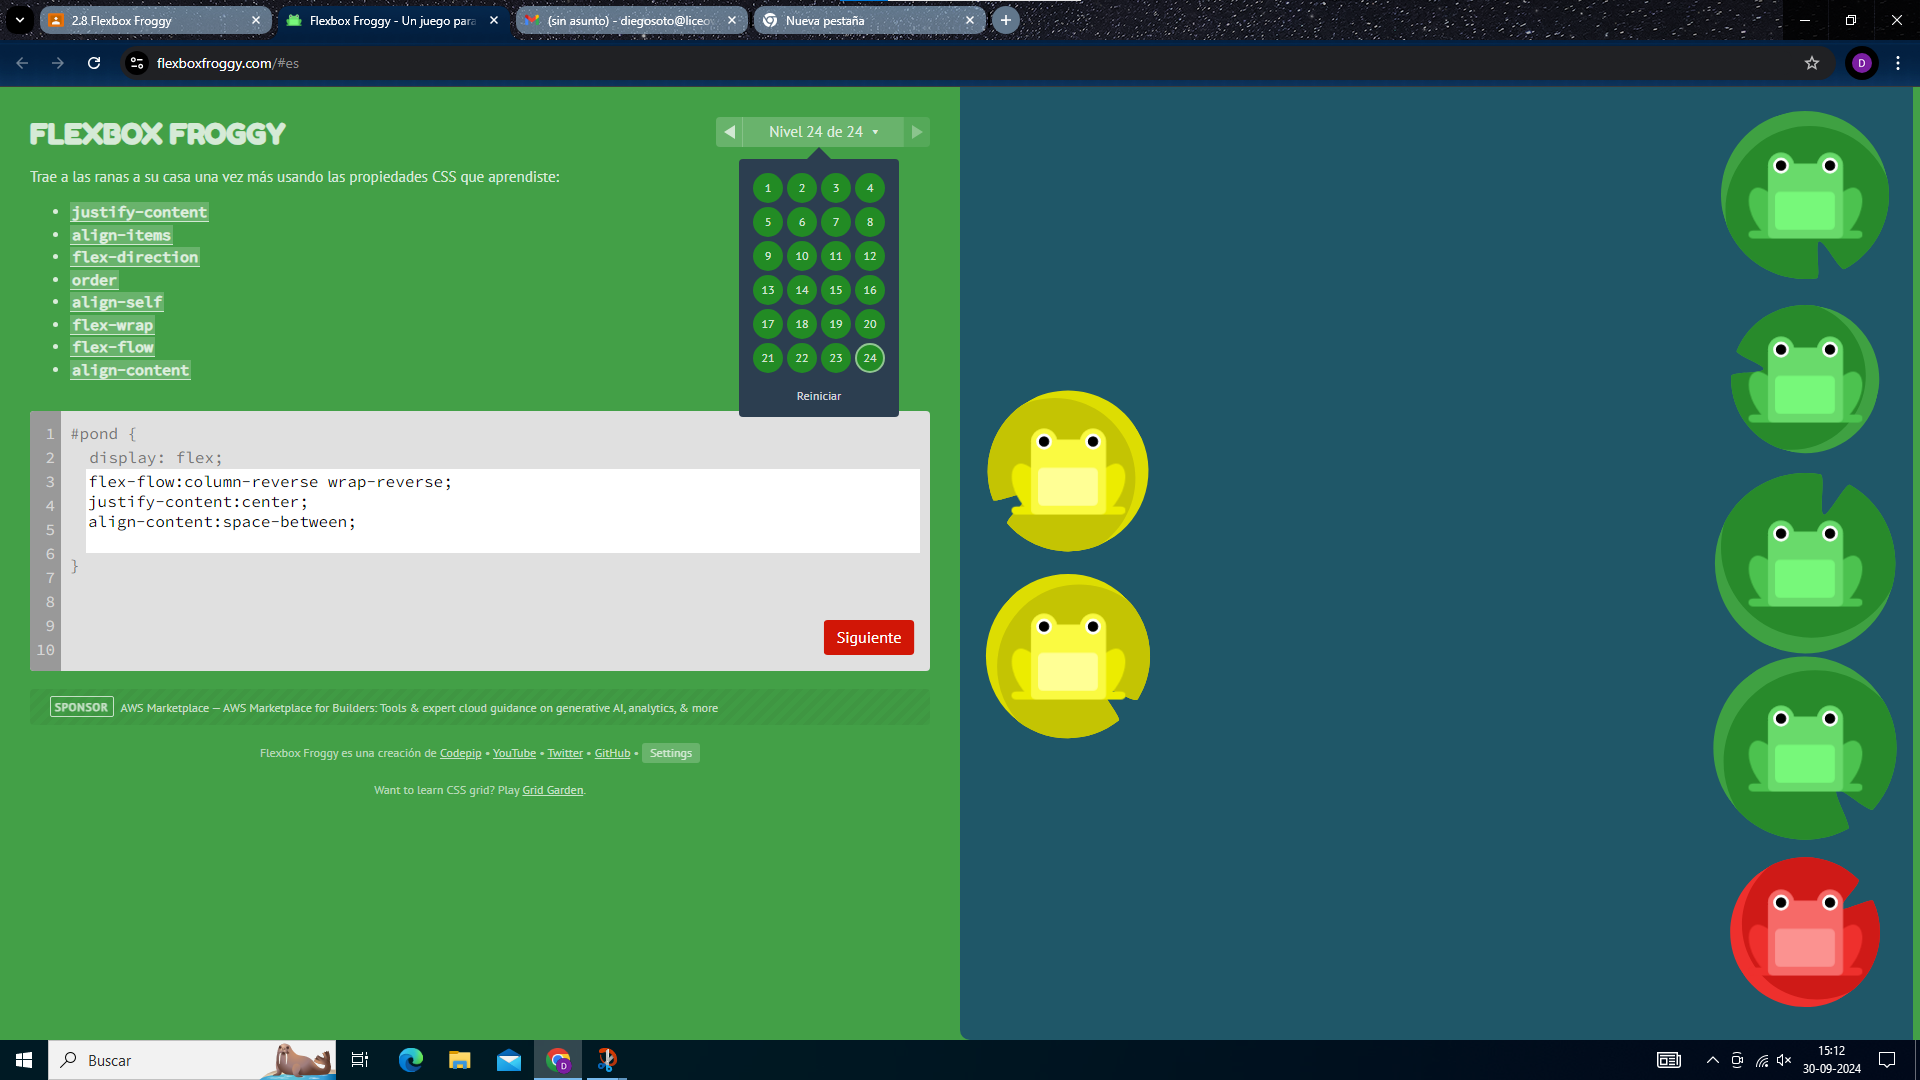 2.8 Flexbox Froggy
Flexbox Froggy - Un juego para
(sin asunto) - diegosoto@liceo
Nueva pestaña
flexboxfroggy.com/#es
D
FLEXBOX FROGGY
Nivel 24 de 24
Trae a las ranas a su casa una vez más usando las propiedades CSS que aprendiste:
justify-content
align-items
flex-direction
order
align-self
flex-wrap
flex-flow
align-content
1 2 3 4
5 6 7 8
9 10 11 12
13 14 15 16
17 18 19 20
21 22 23 24
Reiniciar
1 #pond {
2 display: flex;
3 flex-flow:column-reverse wrap-reverse;
4 justify-content:center;
5 align-content:space-between;
6 }
7
8
9
10
Siguiente
SPONSOR AWS Marketplace — AWS Marketplace for Builders: Tools & expert cloud guidance on generative AI, analytics, & more
Flexbox Froggy es una creación de Codepip • YouTube • Twitter • GitHub • Settings
Want to learn CSS grid? Play Grid Garden.
Buscar
D
15:12
30-09-2024